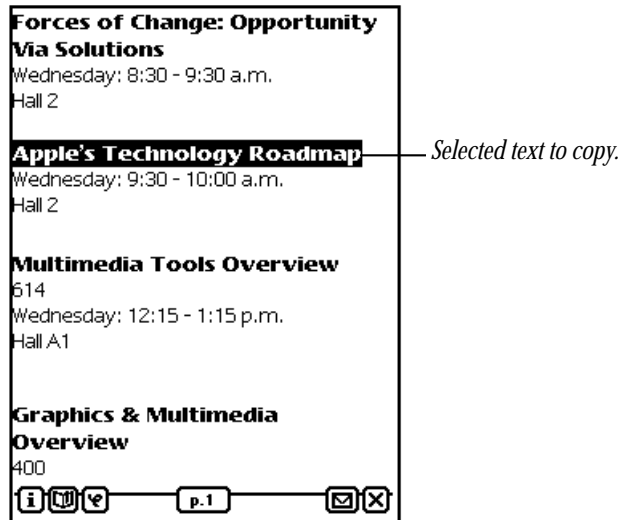 Forces of Change: Opportunity
Via Solutions
Wednesday: 8:30 - 9:30 a.m.
Hall 2
Apple's Technology Roadmap
Selected text to copy.
Wednesday: 9:30 - 10:00 a.m.
Hall 2
Multimedia Tools Overview
614
Wednesday: 12:15 - 1:15 p.m.
Hall A1
Graphics & Multimedia
Overview
400
i
p.1